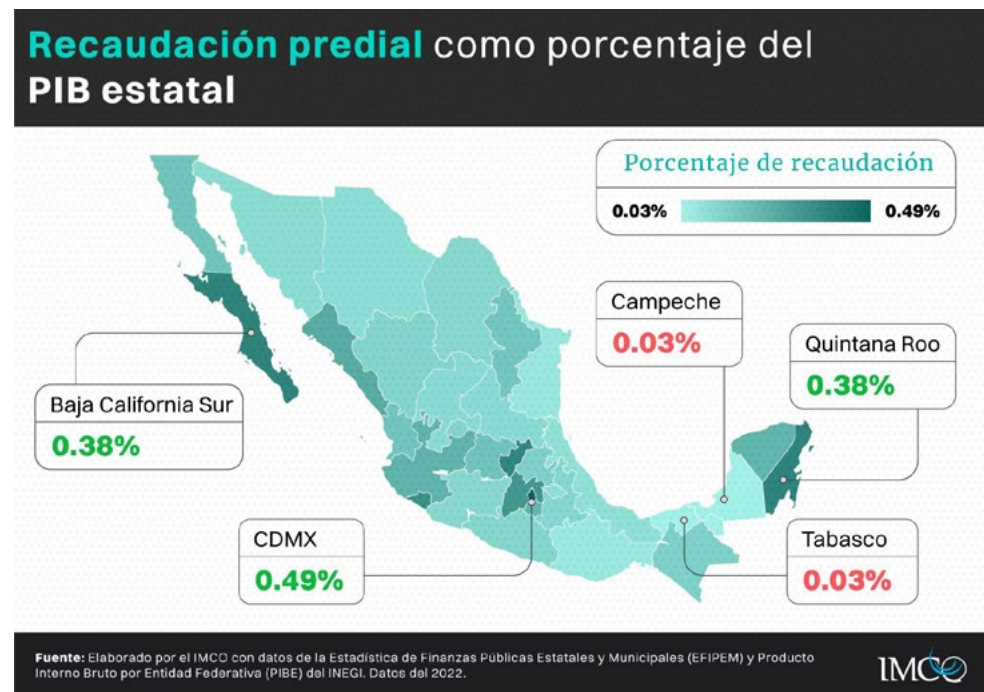 Recaudación predial como porcentaje del
PIB estatal
Porcentaje de recaudación
0.03%
0.49%
Campeche
0.03%
Quintana Roo
0.38%
Baja California Sur
0.38%
CDMX
0.49%
Tabasco
0.03%
Fuente: Elaborado por el IMCO con datos de la Estadística de Finanzas Públicas Estatales y Municipales (EFIPEM) y Producto
Interno Bruto por Entidad Federativa (PIBE) del INEGI. Datos del 2022.
IMCO